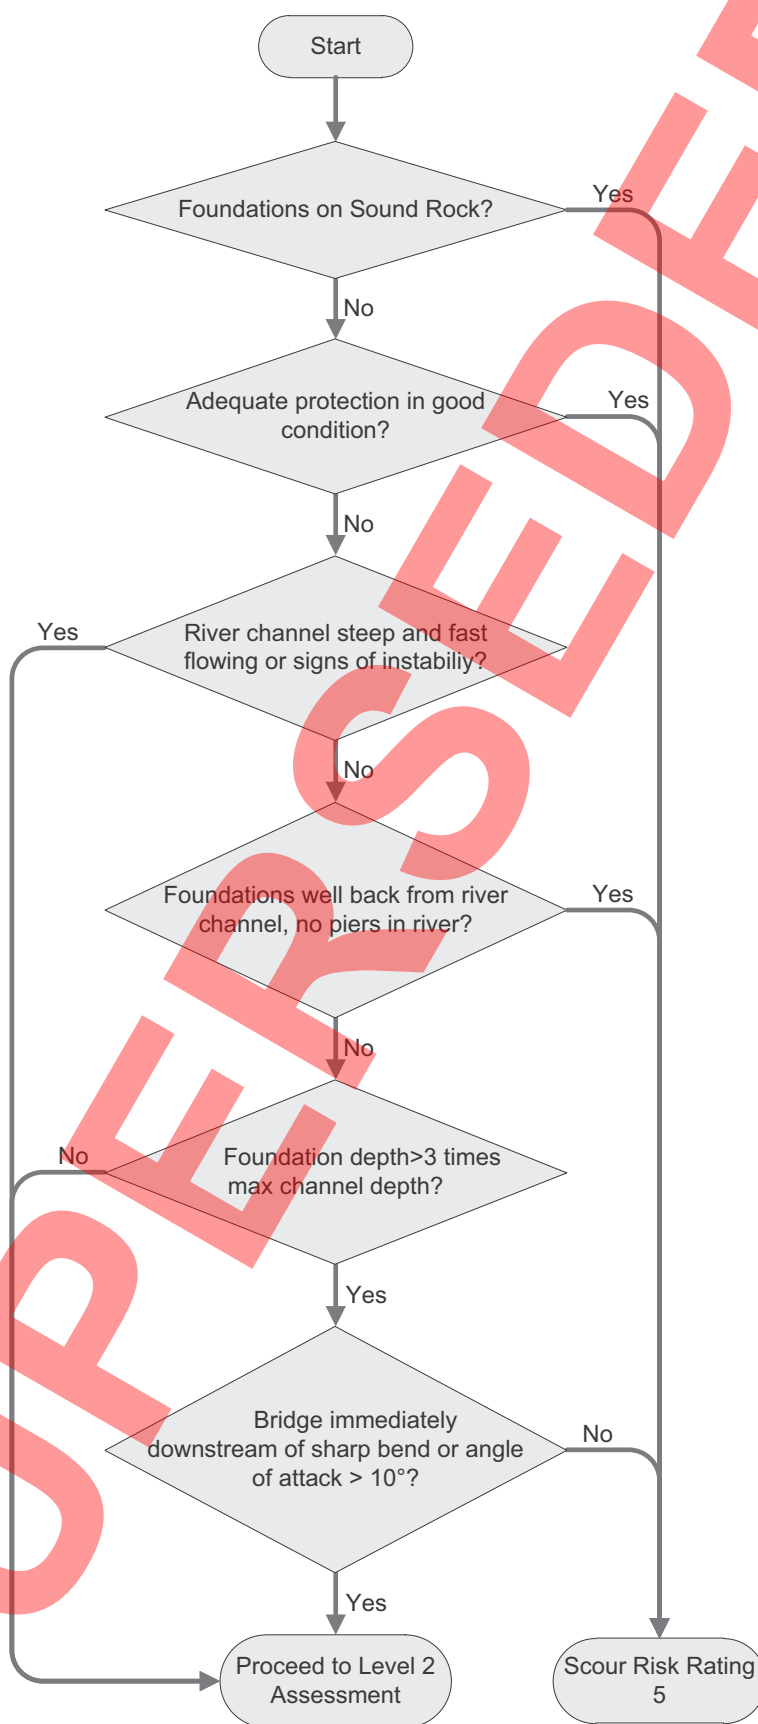 Start
Foundations on Sound Rock?
Yes
No
Adequate protection in good
condition?
Yes
No
River channel steep and fast
flowing or signs of instabiliy?
Yes
No
Foundations well back from river
channel, no piers in river?
Yes
No
Foundation depth>3 times
max channel depth?
No
Yes
Bridge immediately
downstream of sharp bend or angle
of attack > 10°?
No
Yes
Proceed to Level 2
Assessment
Scour Risk Rating
5
UPERSEDE